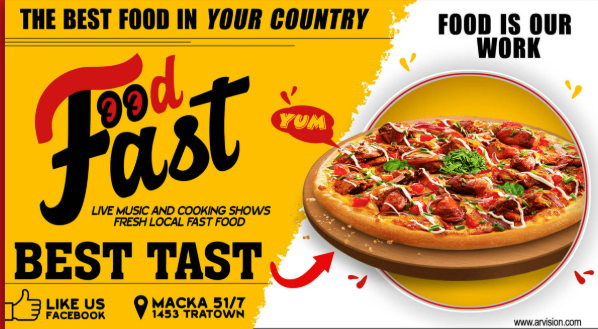 THE BEST FOOD IN YOUR COUNTRY
FOOD IS OUR
WORK
Food
Fast
YUM
LIVE MUSIC AND COOKING SHOWS
FRESH LOCAL FAST FOOD
BEST TAST
LIKE US
FACEBOOK
MACKA 51/7
1453 TRATOWN
www.arvision.com